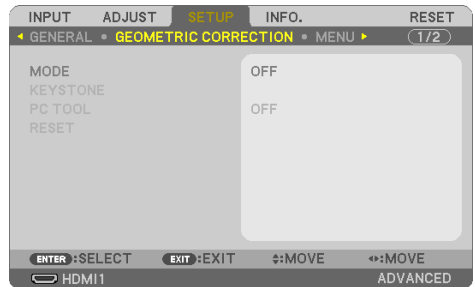 INPUT ADJUST SETUP INFO. RESET
GENERAL • GEOMETRIC CORRECTION • MENU 1/2
MODE OFF
KEYSTONE
PC TOOL OFF
RESET
ENTER:SELECT EXIT:EXIT :MOVE :MOVE
HDMI1 ADVANCED